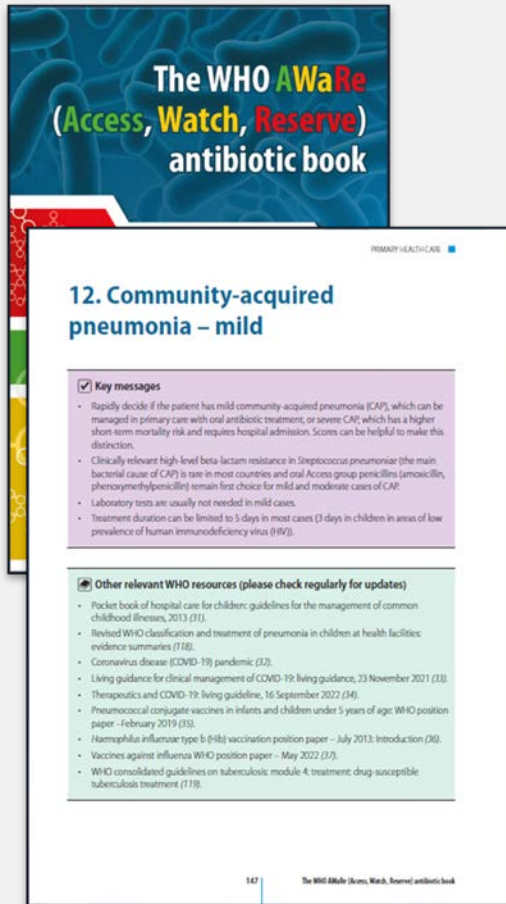 The WHO AWaRe
(Access, Watch, Reserve)
antibiotic book
PRIMARY HEALTH CARE
12. Community-acquired
pneumonia – mild
Key messages
• Rapidly decide if the patient has mild community-acquired pneumonia (CAP), which can be
managed in primary care with oral antibiotic treatment, or severe CAP, which has a higher
short-term mortality risk and requires hospital admission. Scores can be helpful to make this
distinction.
• Clinically relevant high-level beta-lactam resistance in Streptococcus pneumoniae (the main
bacterial cause of CAP) is rare in most countries and oral Access group penicillins (amoxicillin,
phenoxymethylpenicillin) remain first choice for mild and moderate cases of CAP.
• Laboratory tests are usually not needed in mild cases.
• Treatment duration can be limited to 5 days in most cases (3 days in children in areas of low
prevalence of human immunodeficiency virus (HIV)).
Other relevant WHO resources (please check regularly for updates)
• Pocket book of hospital care for children: guidelines for the management of common
childhood illnesses, 2013 (31).
• Revised WHO classification and treatment of pneumonia in children at health facilities:
evidence summaries (118).
• Coronavirus disease (COVID-19) pandemic (32).
• Living guidance for clinical management of COVID-19: living guidance, 23 November 2021 (33).
• Therapeutics and COVID-19: living guideline, 16 September 2022 (34).
• Pneumococcal conjugate vaccines in infants and children under 5 years of age: WHO position
paper –February 2019 (35).
• Haemophilus influenzae type b (Hib) vaccination position paper – July 2013: Introduction (36).
• Vaccines against influenza WHO position paper – May 2022 (37).
• WHO consolidated guidelines on tuberculosis: module 4: treatment: drug-susceptible
tuberculosis treatment (119).
147 The WHO AWaRe (Access, Watch, Reserve) antibiotic book